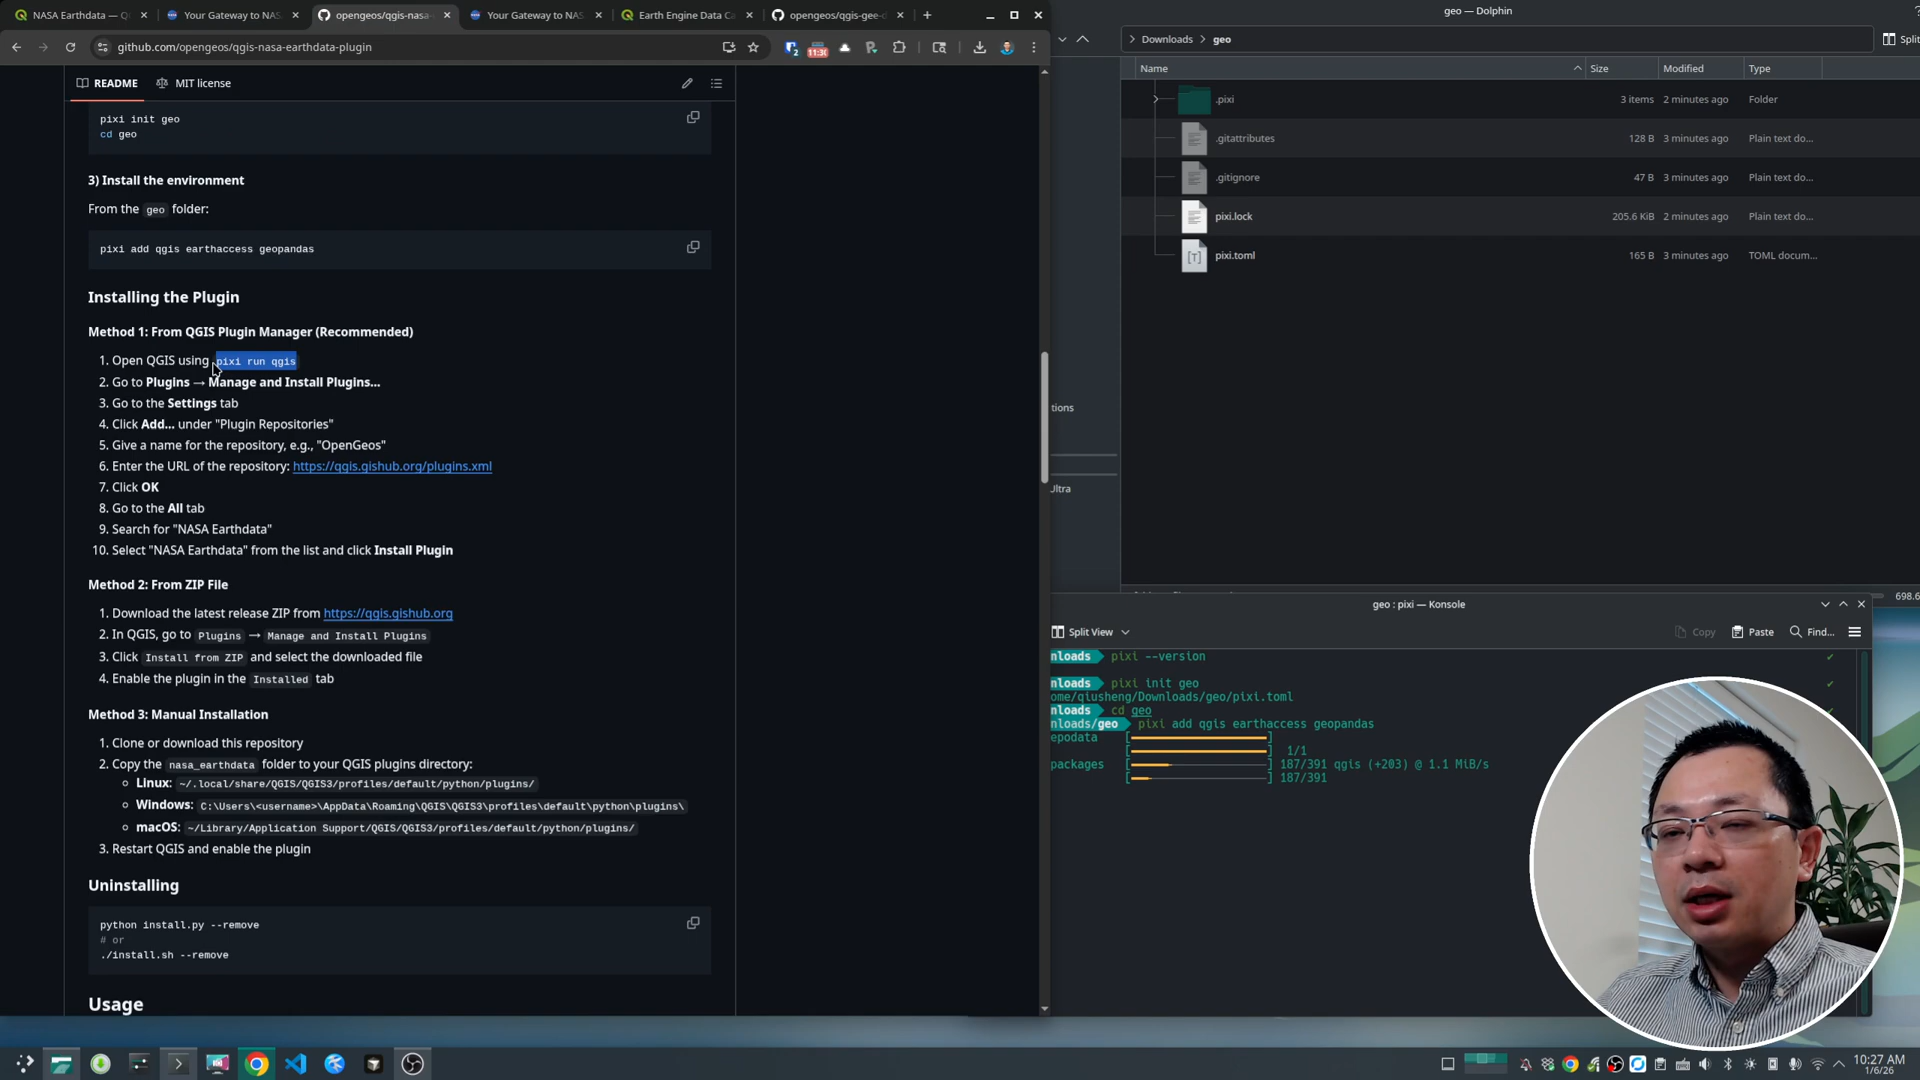 NASA Earthdata — Q
Your Gateway to NAS
opengeos/qgis-nasa-
Your Gateway to NAS
Earth Engine Data Ca
opengeos/qgis-gee-d
github.com/opengeos/qgis-nasa-earthdata-plugin
README
MIT license
pixi init geo
cd geo
3) Install the environment
From the geo folder:
pixi add qgis earthaccess geopandas
Installing the Plugin
Method 1: From QGIS Plugin Manager (Recommended)
1. Open QGIS using pixi run qgis
2. Go to Plugins → Manage and Install Plugins...
3. Go to the Settings tab
4. Click Add... under "Plugin Repositories"
5. Give a name for the repository, e.g., "OpenGeos"
6. Enter the URL of the repository: https://qgis.gishub.org/plugins.xml
7. Click OK
8. Go to the All tab
9. Search for "NASA Earthdata"
10. Select "NASA Earthdata" from the list and click Install Plugin
Method 2: From ZIP File
1. Download the latest release ZIP from https://qgis.gishub.org
2. In QGIS, go to Plugins → Manage and Install Plugins
3. Click Install from ZIP and select the downloaded file
4. Enable the plugin in the Installed tab
Method 3: Manual Installation
1. Clone or download this repository
2. Copy the nasa_earthdata folder to your QGIS plugins directory:
Linux: ~/.local/share/QGIS/QGIS3/profiles/default/python/plugins/
Windows: C:\Users\<username>\AppData\Roaming\QGIS\QGIS3\profiles\default\python\plugins\
macOS: ~/Library/Application Support/QGIS/QGIS3/profiles/default/python/plugins/
3. Restart QGIS and enable the plugin
Uninstalling
python install.py --remove
# or
./install.sh --remove
Usage
geo — Dolphin
Downloads > geo
Split
Name Size Modified Type
.pixi 3 items 2 minutes ago Folder
.gitattributes 128 B 3 minutes ago Plain text do...
.gitignore 47 B 3 minutes ago Plain text do...
pixi.lock 205.6 KiB 2 minutes ago Plain text do...
pixi.toml 165 B 3 minutes ago TOML docum...
tions
Ultra
698.6
geo : pixi — Konsole
Split View
Copy
Paste
Find...
nloads pixi --version
nloads pixi init geo
ome/qiusheng/Downloads/geo/pixi.toml
nloads cd geo
nloads/geo pixi add qgis earthaccess geopandas
epodata [ ]
[ ] 1/1
packages [ ] 187/391 qgis (+203) @ 1.1 MiB/s
[ ] 187/391
10:27 AM
1/6/26